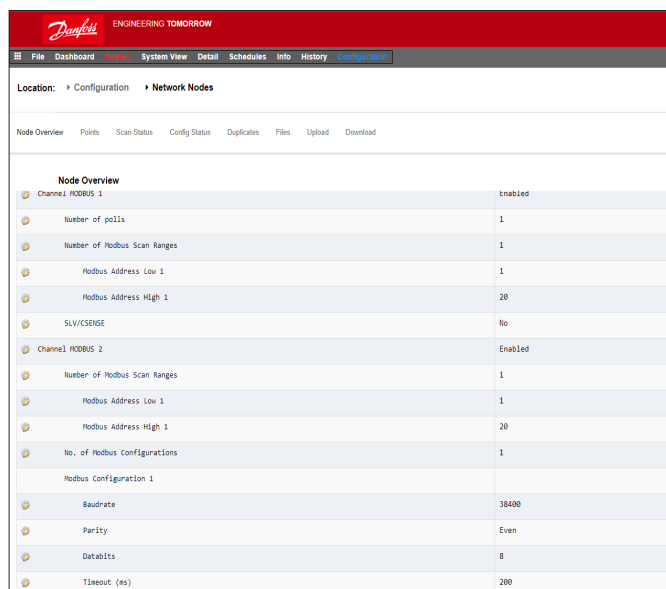 Danfoss ENGINEERING TOMORROW
File Dashboard Alarms System View Detail Schedules Info History Configuration
Location: Configuration Network Nodes
Node Overview Points Scan Status Config Status Duplicates Files Upload Download
Node Overview
Channel MODBUS 1 Enabled
Number of polls 1
Number of Modbus Scan Ranges 1
Modbus Address Low 1 1
Modbus Address High 1 20
SLV/CSENSE No
Channel MODBUS 2 Enabled
Number of Modbus Scan Ranges 1
Modbus Address Low 1 1
Modbus Address High 1 20
No. of Modbus Configurations 1
Modbus Configuration 1
Baudrate 38400
Parity Even
Databits 8
Timeout (ms) 200